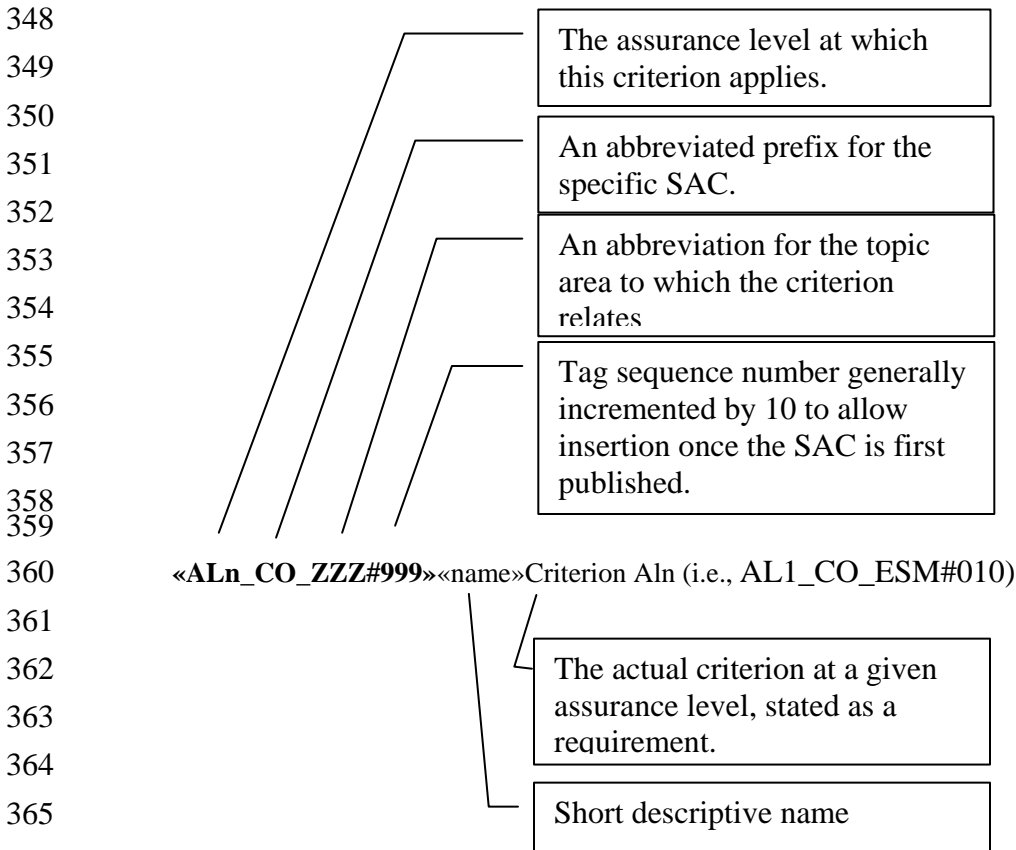 348
349
350
351
352
353
354
355
356
357
358
359
360
361
362
363
364
365
The assurance level at which
this criterion applies.
An abbreviated prefix for the
specific SAC.
An abbreviation for the topic
area to which the criterion
relates
Tag sequence number generally
incremented by 10 to allow
insertion once the SAC is first
published.
«ALn_CO_ZZZ#999»«name»Criterion Aln (i.e., AL1_CO_ESM#010)
The actual criterion at a given
assurance level, stated as a
requirement.
Short descriptive name